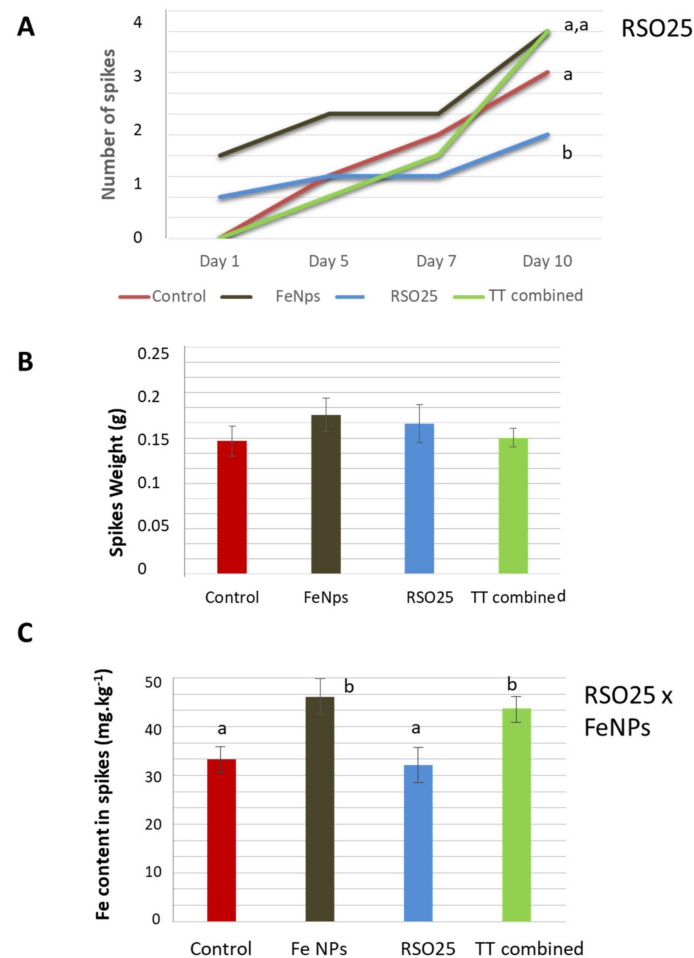 A
RSO25
Number of spikes
4
3
2
1
0
a,a
a
b
Day 1 Day 5 Day 7 Day 10
Control FeNps RSO25 TT combined
B
Spikes Weight (g)
0.25
0.2
0.15
0.1
0.05
0
Control FeNps RSO25 TT combined
C
RSO25 x
FeNPs
Fe content in spikes (mg.kg-1)
50
40
30
20
10
0
a b a b
Control Fe NPs RSO25 TT combined